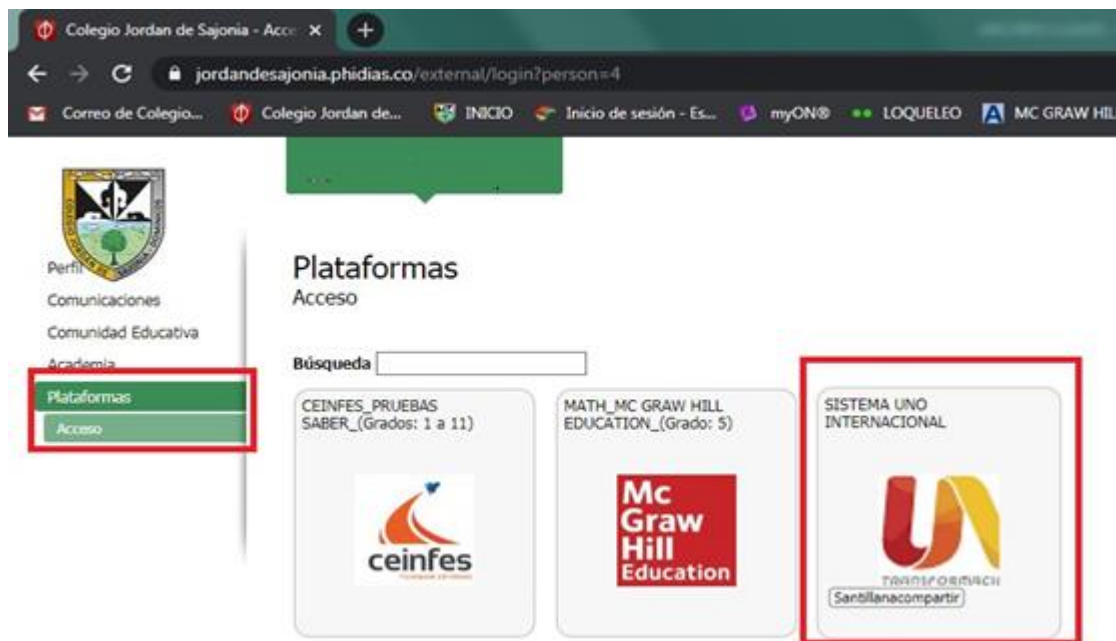 Colegio Jordan de Sajonia - Acce
jordandesajonia.phidias.co/external/login?person=4
Correo de Colegio...
Colegio Jordan de...
INICIO
Inicio de sesión - Es...
myON®
LOQUELEO
MC GRAW HIL
Perfil
Comunicaciones
Comunidad Educativa
Academia
Plataformas
Acceso
Plataformas
Acceso
Búsqueda
CEINFES_PRUEBAS
SABER_(Grados: 1 a 11)
ceinfes
MATH_MC GRAW HILL
EDUCATION_(Grado: 5)
Mc
Graw
Hill
Education
SISTEMA UNO
INTERNACIONAL
Santillanacompartir